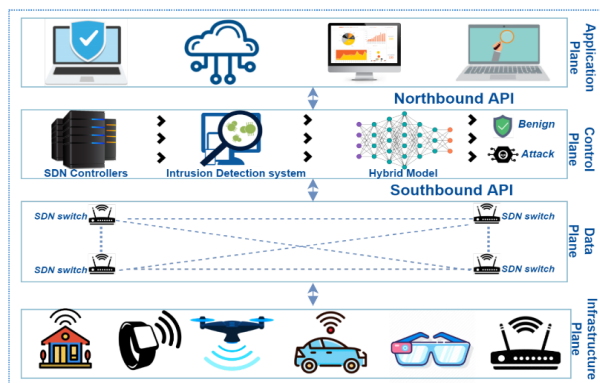 Application
Plane
Northbound API
SDN Controllers
Intrusion Detection system
Hybrid Model
Benign
Attack
Control
Plane
Southbound API
SDN switch
SDN switch
SDN switch
SDN switch
Data
Plane
Infrastructure
Plane